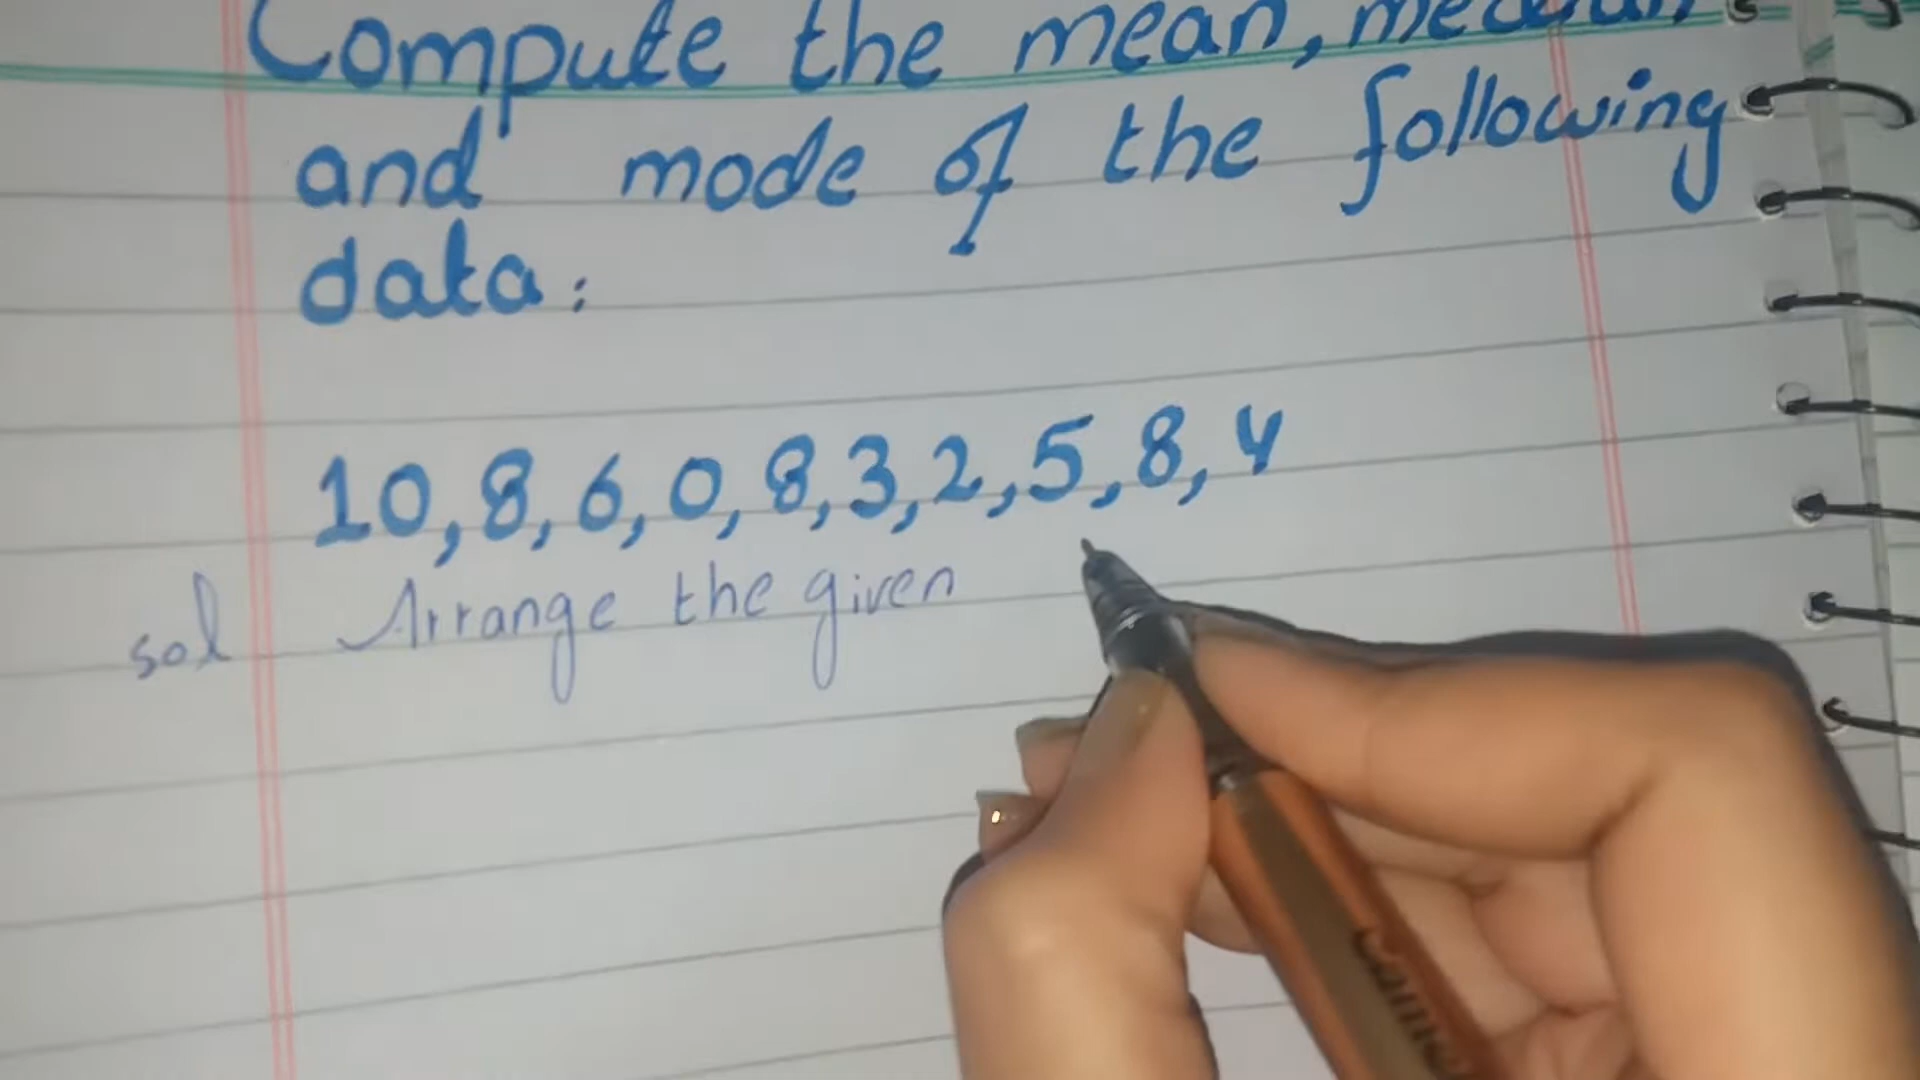 Compute the mean, median
and mode of the following
data:
10, 8, 6, 0, 8, 3, 2, 5, 8, 4
sol Arrange the given